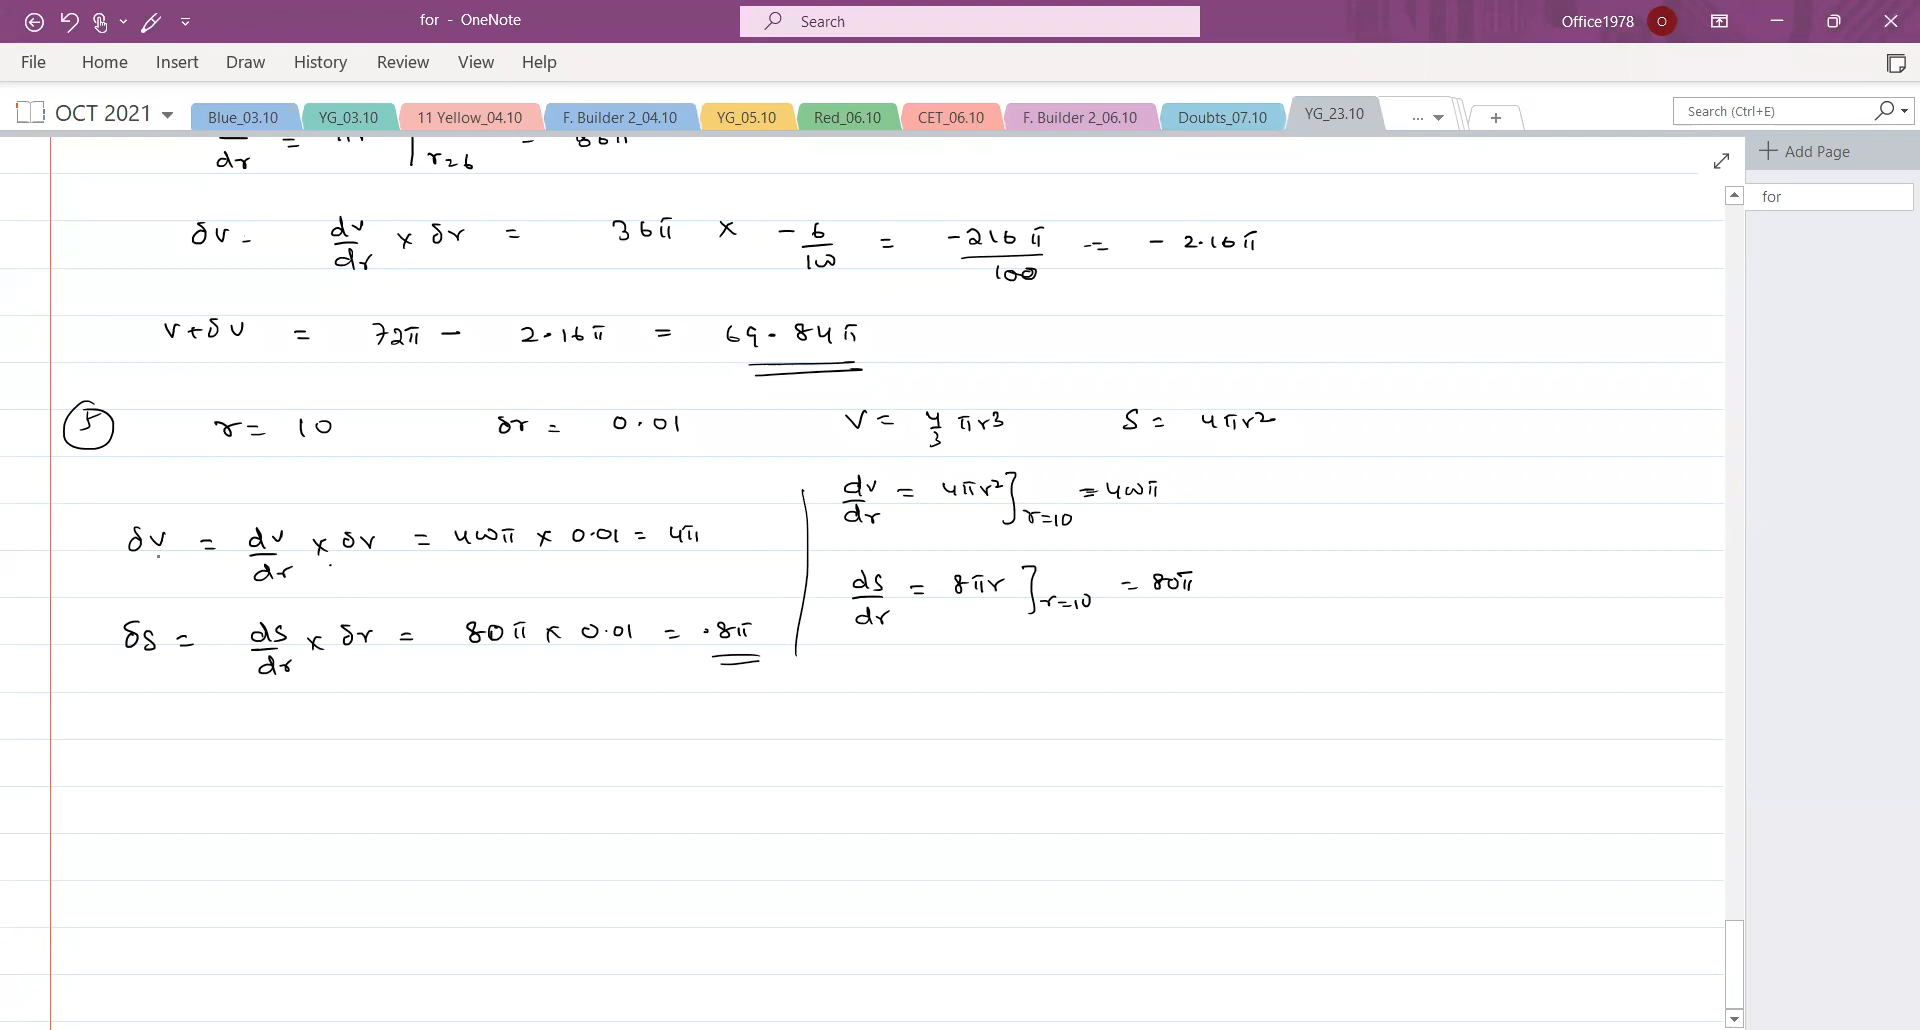 for - OneNote
Search
Office1978 O
File Home Insert Draw History Review View Help
OCT 2021 Blue_03.10 YG_03.10 11 Yellow_04.10 F. Builder 2_04.10 YG_05.10 Red_06.10 CET_06.10 F. Builder 2_06.10 Doubts_07.10 YG_23.10 ... +
Search (Ctrl+E)
Add Page
for
dr = | r=6 =
δv = dv/dr × δr = 36π × -6/100 = -216π/100 = -2.16π
v+δv = 72π - 2.16π = 69.84π
5 r = 10 δr = 0.01 V = 4/3 πr3 S = 4πr2
dv/dr = 4πr2]r=10 = 400π
δv = dv/dr × δr = 400π × 0.01 = 4π
ds/dr = 8πr]r=10 = 80π
δs = ds/dr × δr = 80π × 0.01 = .8π